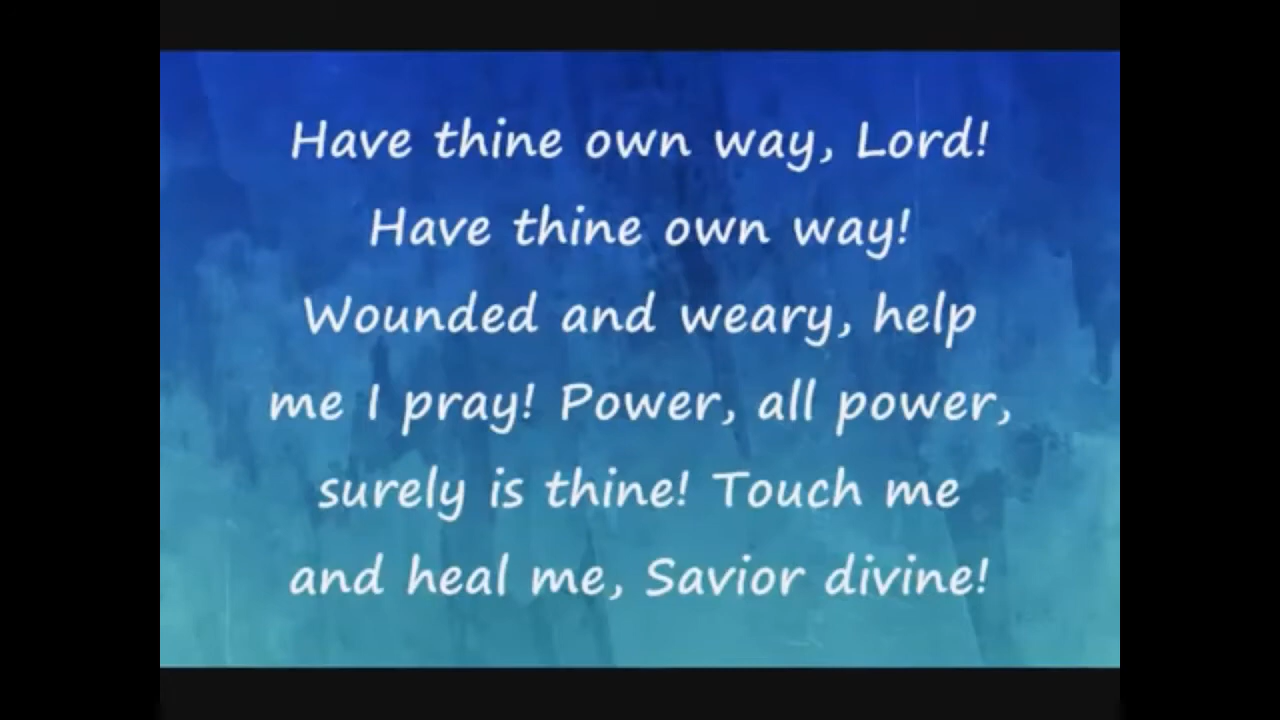 Have thine own way, Lord!
Have thine own way!
Wounded and weary, help
me I pray! Power, all power,
surely is thine! Touch me
and heal me, Savior divine!